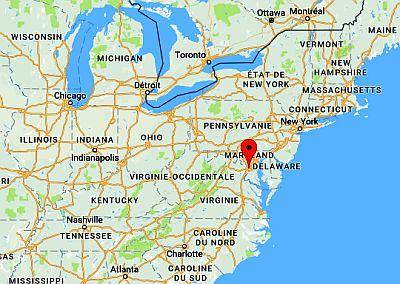 Ottawa
Montréal
MAINE
WISCONSIN
VERMONT
Toronto
MICHIGAN
NEW
HAMPSHIRE
ÉTAT DE
NEW YORK
MASSACHUSETTS
Détroit
Chicago
CONNECTICUT
PENNSYLVANIE
New York
ILLINOIS
INDIANA
OHIO
Indianapolis
MARYLAND
DELAWARE
VIRGINIE-OCCIDENTALE
KENTUCKY
VIRGINIE
Nashville
TENNESSEE
CAROLINE
DU NORD
Charlotte
Atlanta
CAROLINE
DU SUD
MISSISSIPPI